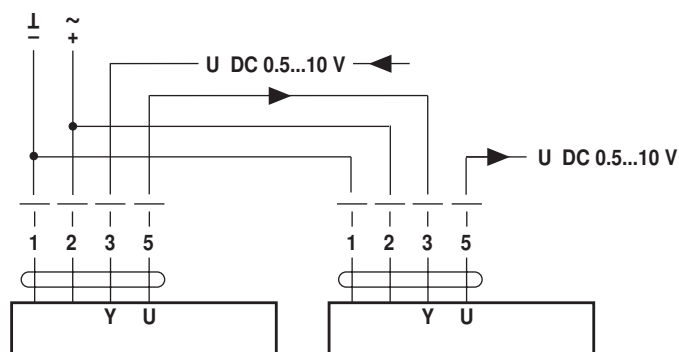 ⊥ ~
− +
U DC 0.5...10 V
U DC 0.5...10 V
1 2 3 5 1 2 3 5
Y U Y U